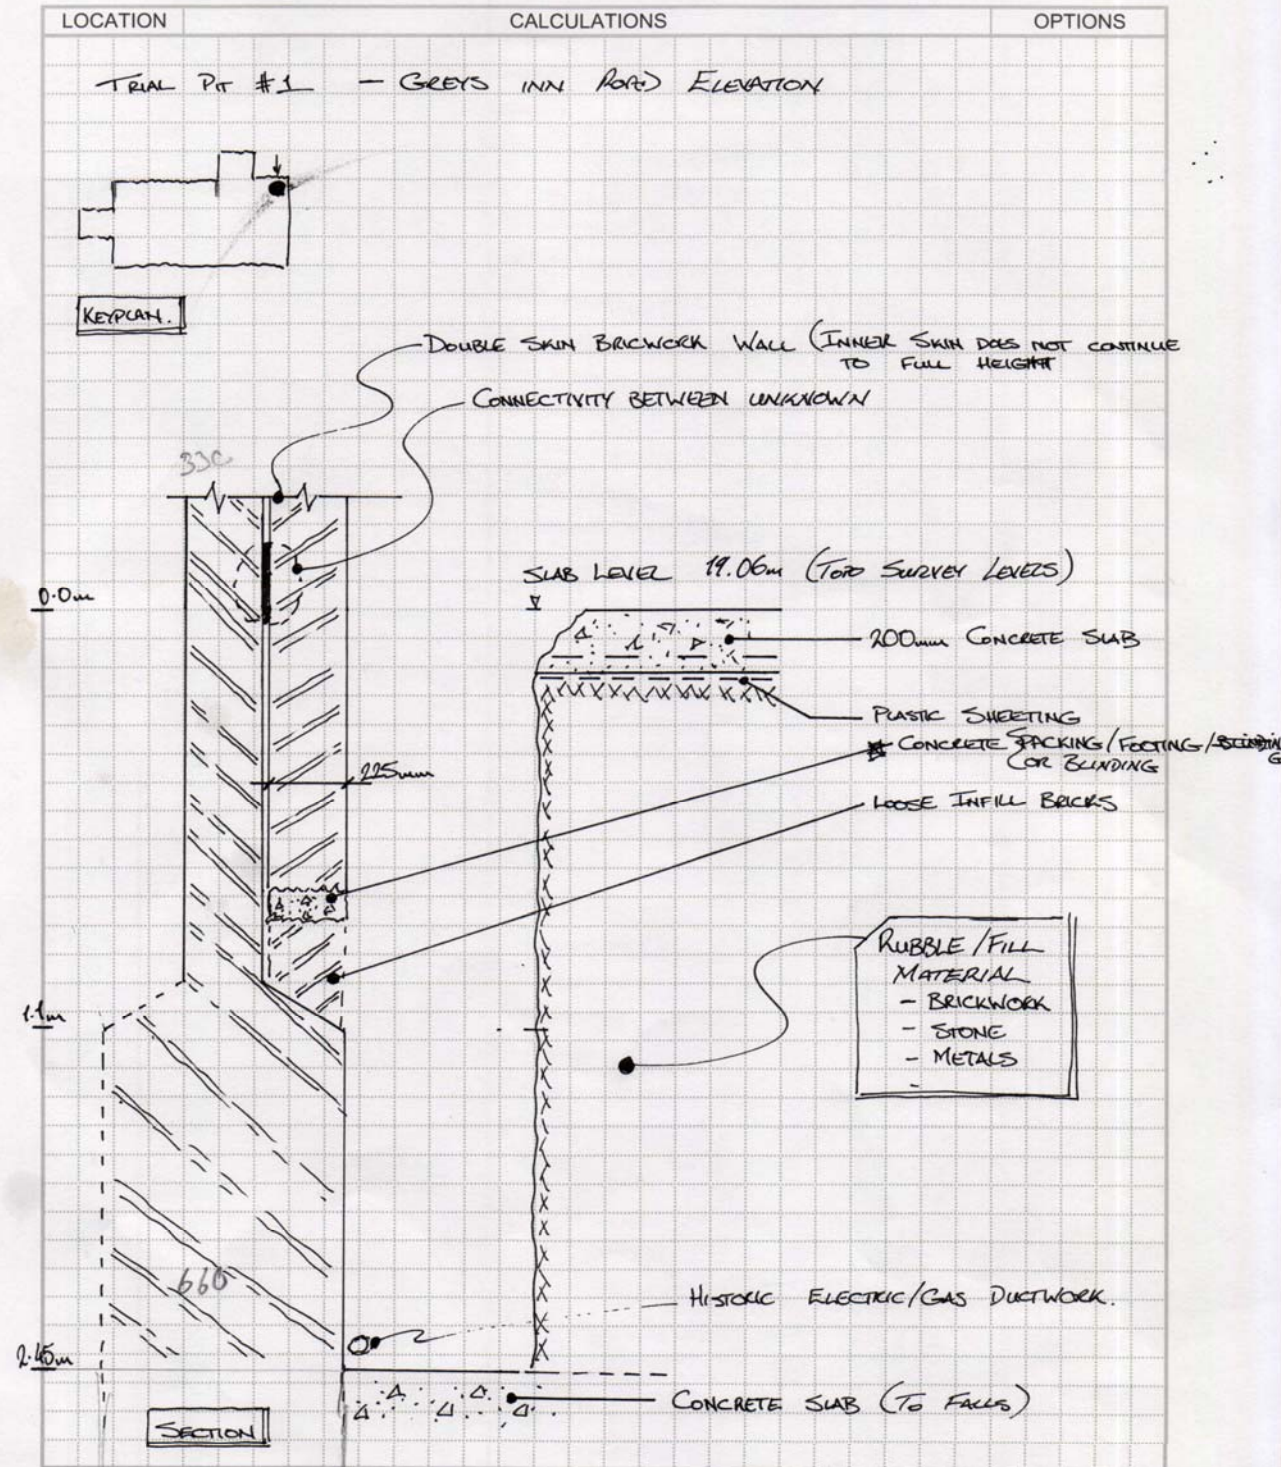 LOCATION
CALCULATIONS
OPTIONS
TRIAL PIT #1 — GREYS INN ROAD ELEVATION
KEYPLAN.
DOUBLE SKIN BRICWORK WALL (INNER SKIN DOES NOT CONTINUE
TO FULL HEIGHT
CONNECTIVITY BETWEEN UNKNOWN
330
SLAB LEVEL 19.06m (TOPO SURVEY LEVELS)
0.0m
200mm CONCRETE SLAB
PLASTIC SHEETING
CONCRETE PACKING/FOOTING/
(OR BLINDING
225mm
LOOSE INFILL BRICKS
RUBBLE/FILL
MATERIAL
- BRICKWORK
- STONE
- METALS
-
1.1m
660
HISTORIC ELECTRIC/GAS DUCTWORK.
2.45m
CONCRETE SLAB (TO FALLS)
SECTION